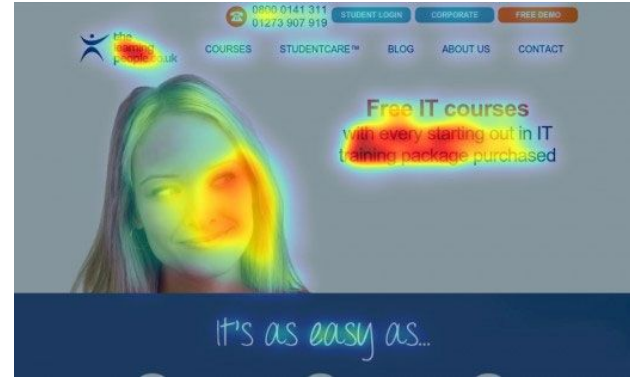 0800 0141 311
01273 907 919
STUDENT LOGIN
CORPORATE
FREE DEMO
the
learning
people.co.uk
COURSES
STUDENTCARE™
BLOG
ABOUT US
CONTACT
Free IT courses
with every starting out in IT
training package purchased
It's as easy as...